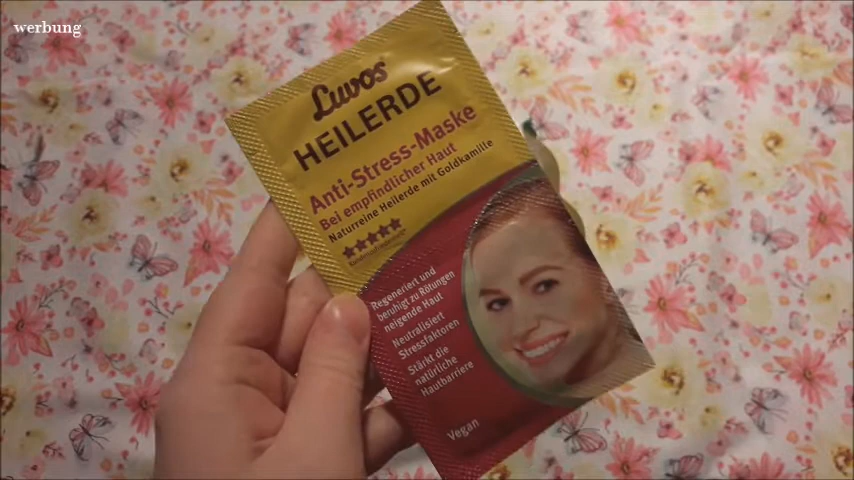 werbung
Luvos
HEILERDE
Anti-Stress-Maske
Bei empfindlicher Haut
Naturreine Heilerde mit Goldkamille
Regeneriert und
beruhigt zu Rötungen
neigende Haut
Neutralisiert
Stressfaktoren
Stärkt die
natürliche
Hautbarriere
Vegan